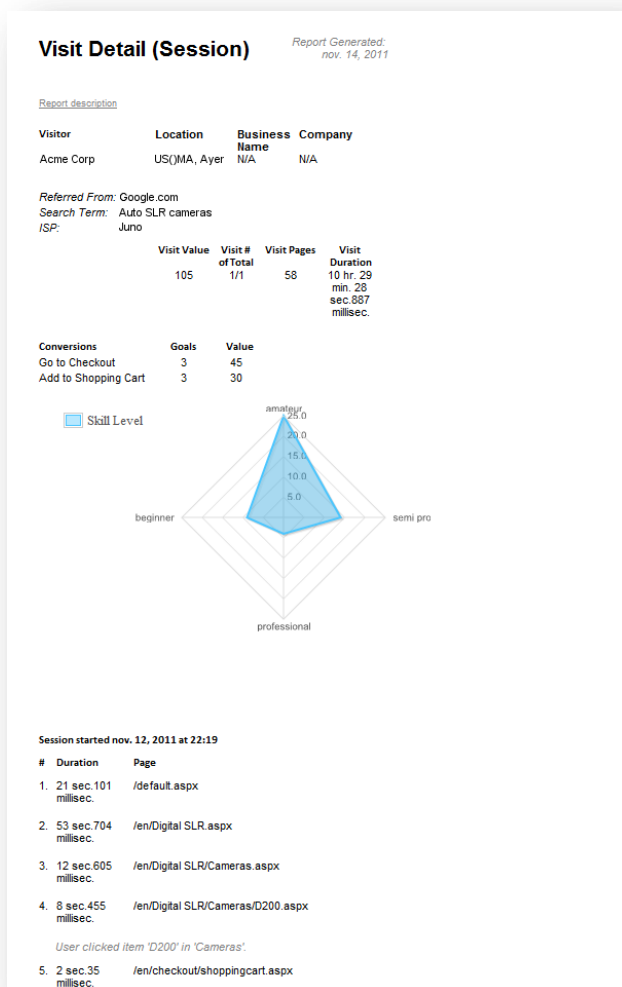 Visit Detail (Session)
Report Generated:
nov. 14, 2011
Report description
Visitor Location Business Name Company
Acme Corp US()MA, Ayer N/A N/A
Referred From: Google.com
Search Term: Auto SLR cameras
ISP: Juno
Visit Value Visit # of Total Visit Pages Visit Duration
105 1/1 58 10 hr. 29 min. 28 sec.887 millisec.
Conversions Goals Value
Go to Checkout 3 45
Add to Shopping Cart 3 30
Skill Level
amateur
25.0
20.0
15.0
10.0
5.0
beginner
semi pro
professional
Session started nov. 12, 2011 at 22:19
# Duration Page
1. 21 sec.101 millisec. /default.aspx
2. 53 sec.704 millisec. /en/Digital SLR.aspx
3. 12 sec.605 millisec. /en/Digital SLR/Cameras.aspx
4. 8 sec.455 millisec. /en/Digital SLR/Cameras/D200.aspx
User clicked item 'D200' in 'Cameras'.
5. 2 sec.35 millisec. /en/checkout/shoppingcart.aspx